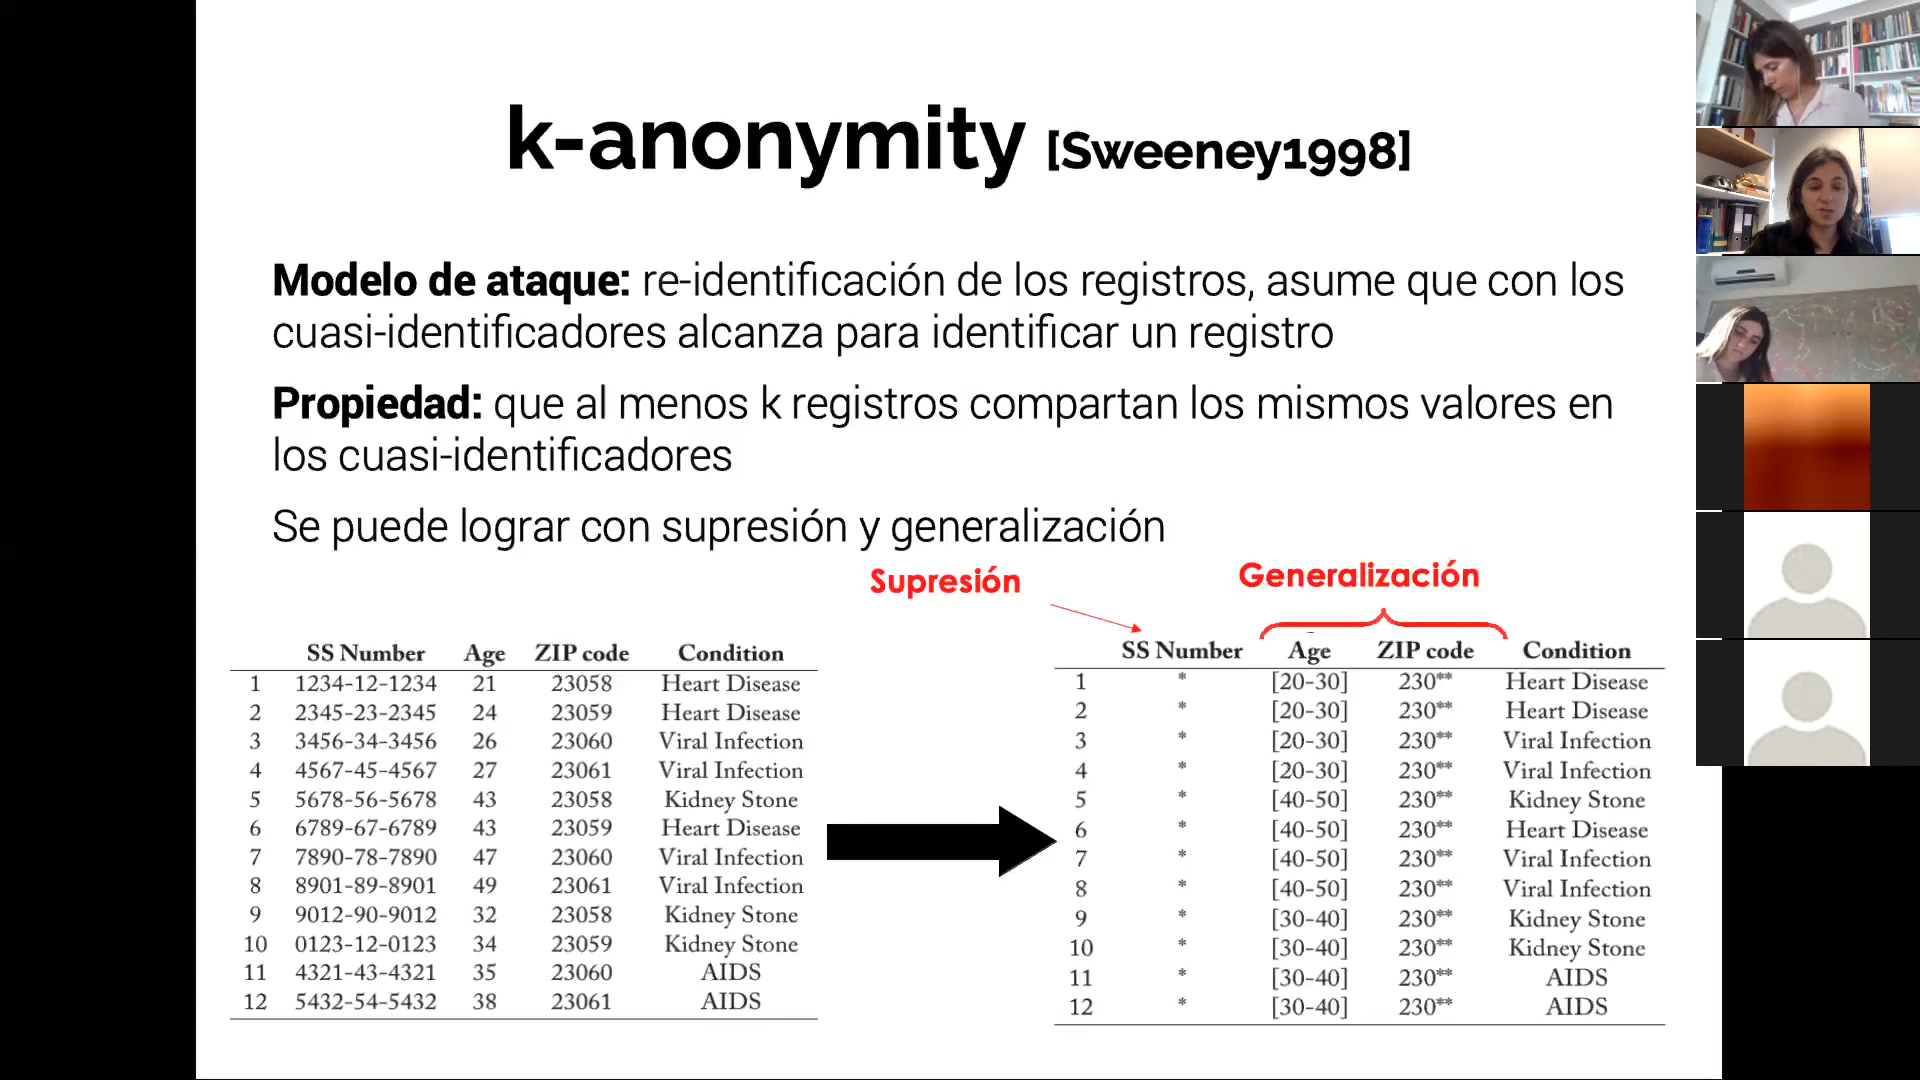 k-anonymity [Sweeney1998]
Modelo de ataque: re-identificación de los registros, asume que con los
cuasi-identificadores alcanza para identificar un registro
Propiedad: que al menos k registros compartan los mismos valores en
los cuasi-identificadores
Se puede lograr con supresión y generalización
Supresión
Generalización
SS Number Age ZIP code Condition
1 1234-12-1234 21 23058 Heart Disease
2 2345-23-2345 24 23059 Heart Disease
3 3456-34-3456 26 23060 Viral Infection
4 4567-45-4567 27 23061 Viral Infection
5 5678-56-5678 43 23058 Kidney Stone
6 6789-67-6789 43 23059 Heart Disease
7 7890-78-7890 47 23060 Viral Infection
8 8901-89-8901 49 23061 Viral Infection
9 9012-90-9012 32 23058 Kidney Stone
10 0123-12-0123 34 23059 Kidney Stone
11 4321-43-4321 35 23060 AIDS
12 5432-54-5432 38 23061 AIDS
SS Number Age ZIP code Condition
1 * [20-30] 230** Heart Disease
2 * [20-30] 230** Heart Disease
3 * [20-30] 230** Viral Infection
4 * [20-30] 230** Viral Infection
5 * [40-50] 230** Kidney Stone
6 * [40-50] 230** Heart Disease
7 * [40-50] 230** Viral Infection
8 * [40-50] 230** Viral Infection
9 * [30-40] 230** Kidney Stone
10 * [30-40] 230** Kidney Stone
11 * [30-40] 230** AIDS
12 * [30-40] 230** AIDS